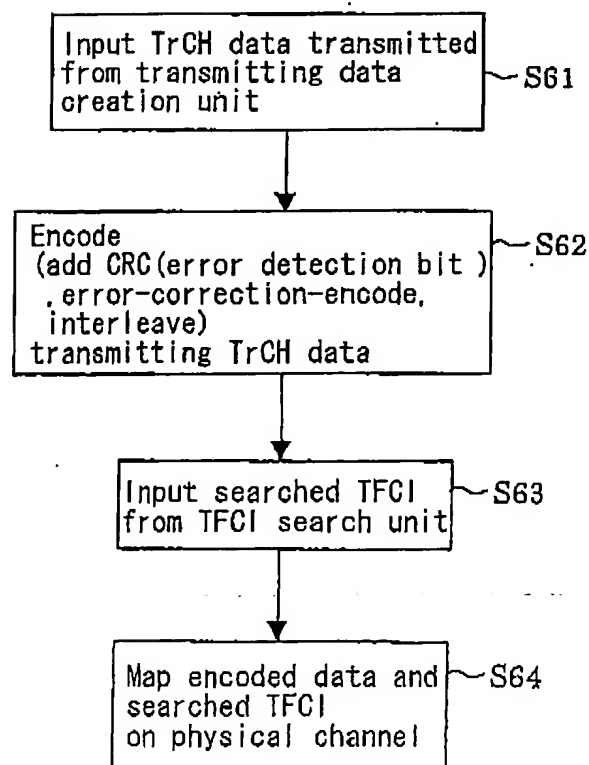 Input TrCH data transmitted
from transmitting data
creation unit
S61
Encode
(add CRC(error detection bit )
,error-correction-encode,
interleave)
transmitting TrCH data
S62
Input searched TFCI
from TFCI search unit
S63
Map encoded data and
searched TFCI
on physical channel
S64